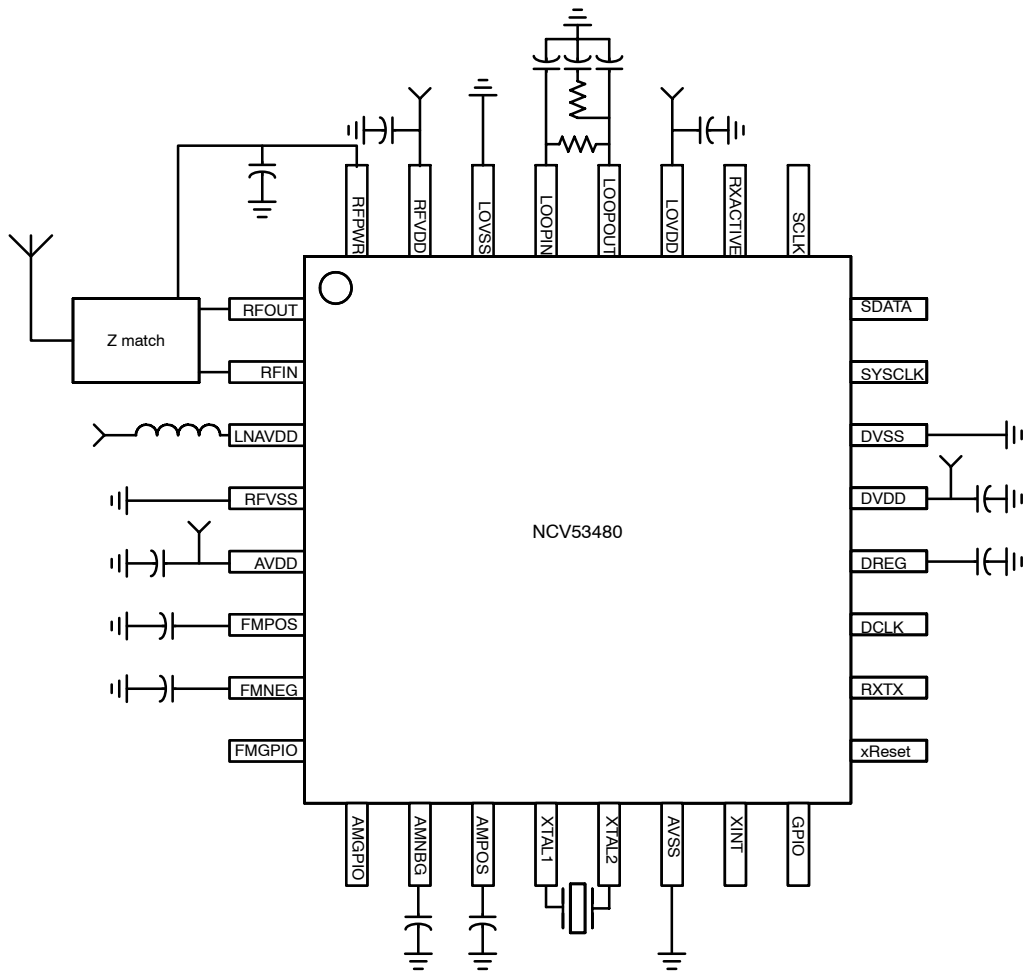 RFPWR
RFVDD
LOVSS
LOOPIN
LOOPOUT
LOVDD
RXACTIVE
SCLK
RFOUT
SDATA
Z match
RFIN
SYSCLK
LNAVDD
DVSS
RFVSS
DVDD
NCV53480
AVDD
DREG
FMPOS
DCLK
FMNEG
RXTX
FMGPIO
xReset
AMGPIO
AMNBG
AMPOS
XTAL1
XTAL2
AVSS
XINT
GPIO